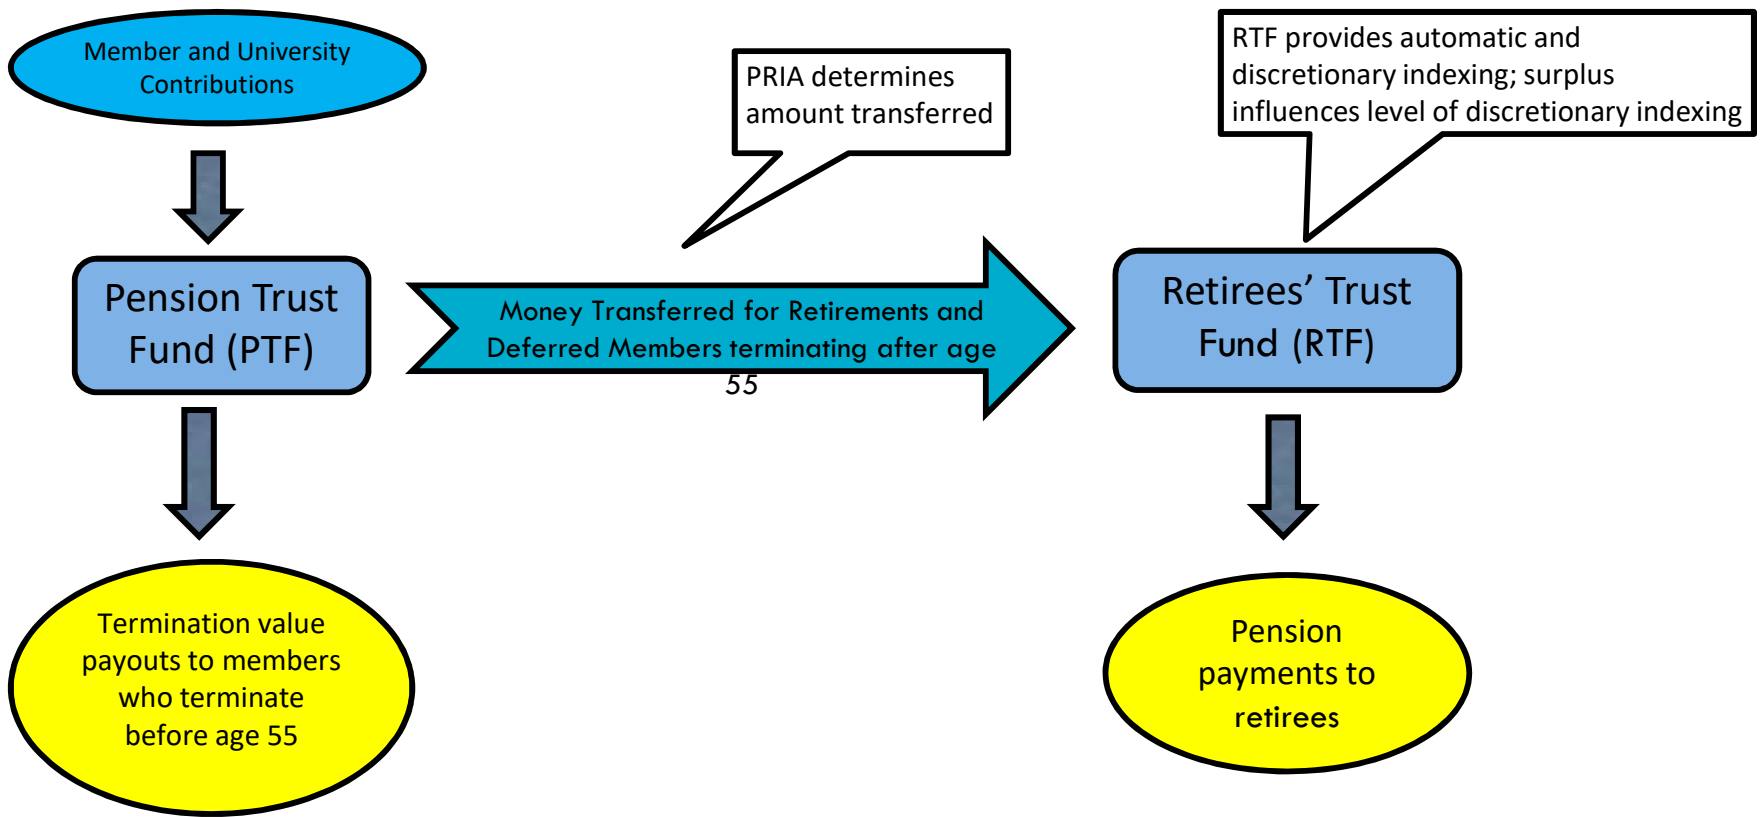 Member and University
Contributions
PRIA determines
amount transferred
RTF provides automatic and
discretionary indexing; surplus
influences level of discretionary indexing
Pension Trust
Fund (PTF)
Money Transferred for Retirements and
Deferred Members terminating after age
55
Retirees’ Trust
Fund (RTF)
Termination value
payouts to members
who terminate
before age 55
Pension
payments to
retirees